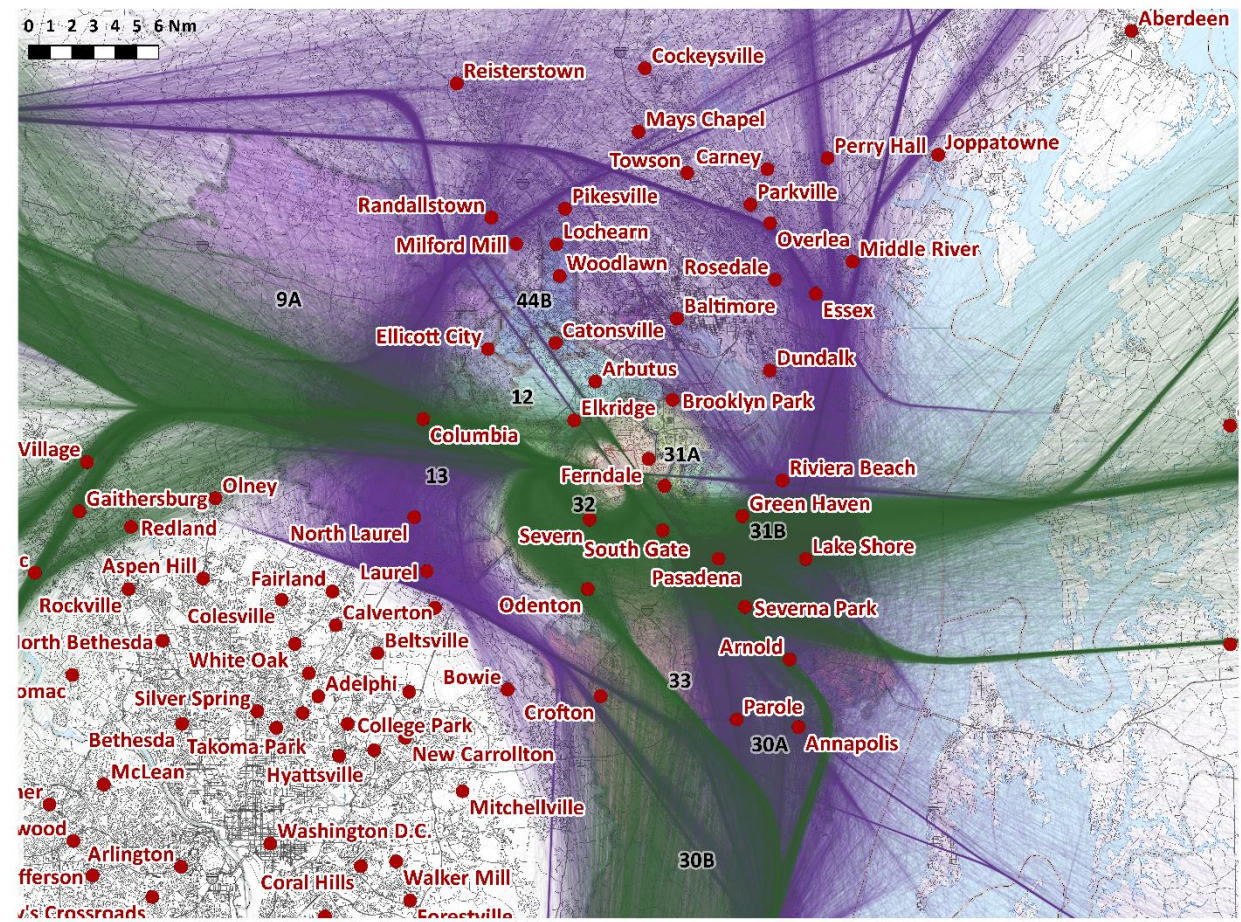 0 1 2 3 4 5 6 Nm
Aberdeen
Cockeysville
Reisterstown
Mays Chapel
Perry Hall
Joppatowne
Towson
Carney
Parkville
Pikesville
Randallstown
Lochearn
Milford Mill
Overlea
Middle River
Woodlawn
Rosedale
9A
44B
Baltimore
Essex
Ellicott City
Catonsville
Arbutus
Dundalk
12
Elkridge
Brooklyn Park
Columbia
Village
31A
13
Ferndale
Riviera Beach
Gaithersburg
Olney
32
Green Haven
Redland
North Laurel
Severn
31B
South Gate
Lake Shore
c
Aspen Hill
Fairland
Laurel
Pasadena
Rockville
Colesville
Calverton
Odenton
Severna Park
orth Bethesda
Beltsville
White Oak
Arnold
omac
Silver Spring
Adelphi
Bowie
33
Crofton
Parole
Bethesda
Takoma Park
College Park
30A
Annapolis
New Carrollton
McLean
Hyattsville
ner
Mitchellville
wood
Washington D.C.
Arlington
30B
fferson
Coral Hills
Walker Mill
y's Crossroads
Forestville